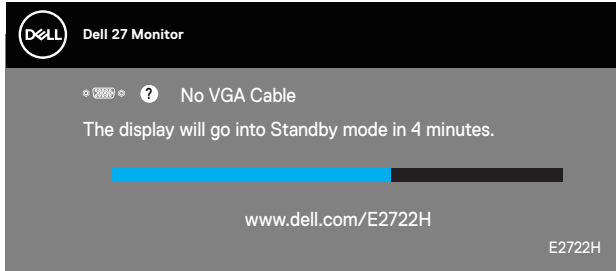 DELL
Dell 27 Monitor
? No VGA Cable
The display will go into Standby mode in 4 minutes.
www.dell.com/E2722H
E2722H